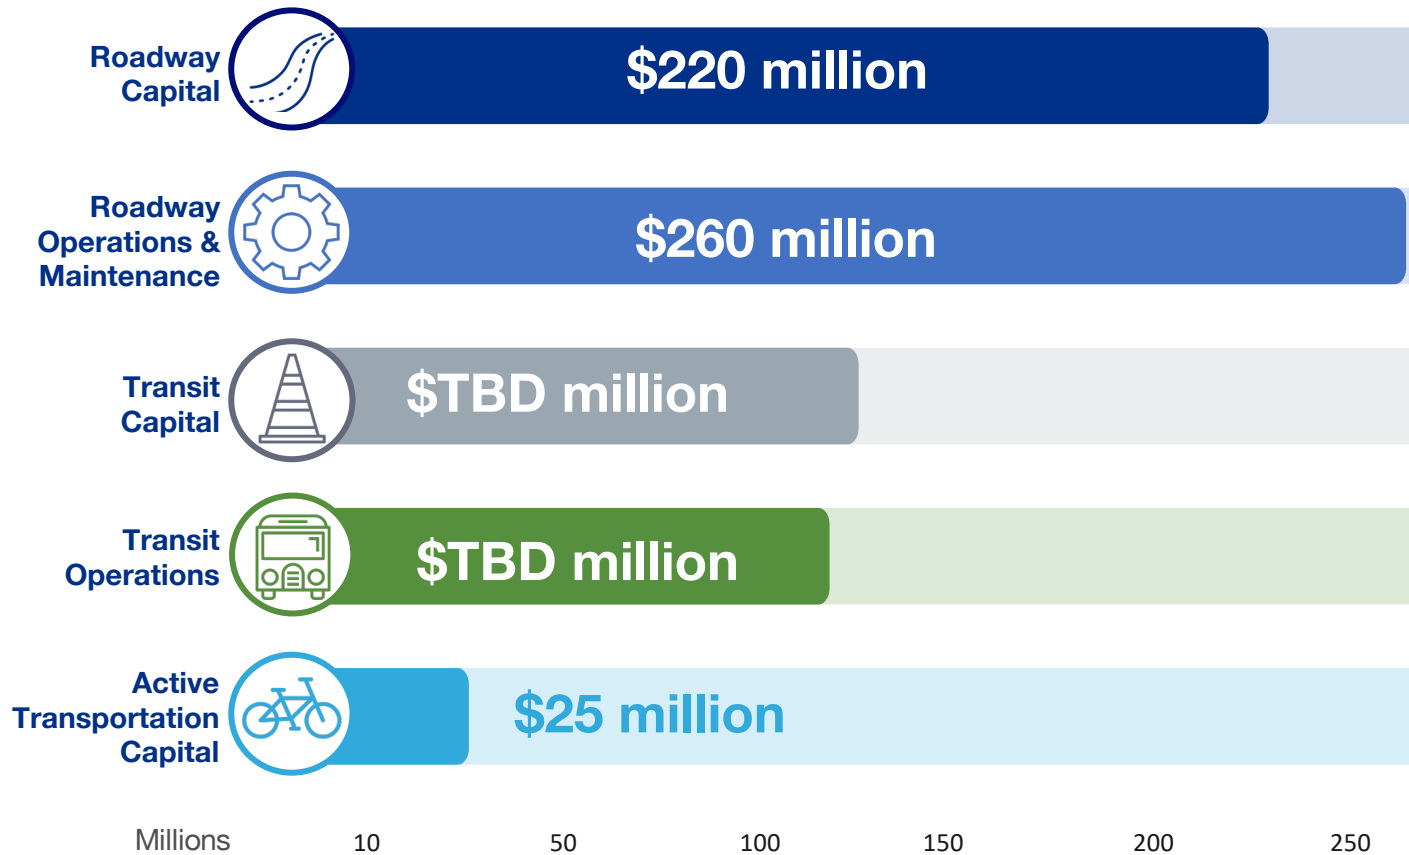 Roadway
Capital
$220 million
Roadway
Operations &
Maintenance
$260 million
Transit
Capital
$TBD million
Transit
Operations
$TBD million
Active
Transportation
Capital
$25 million
Millions 10 50 100 150 200 250